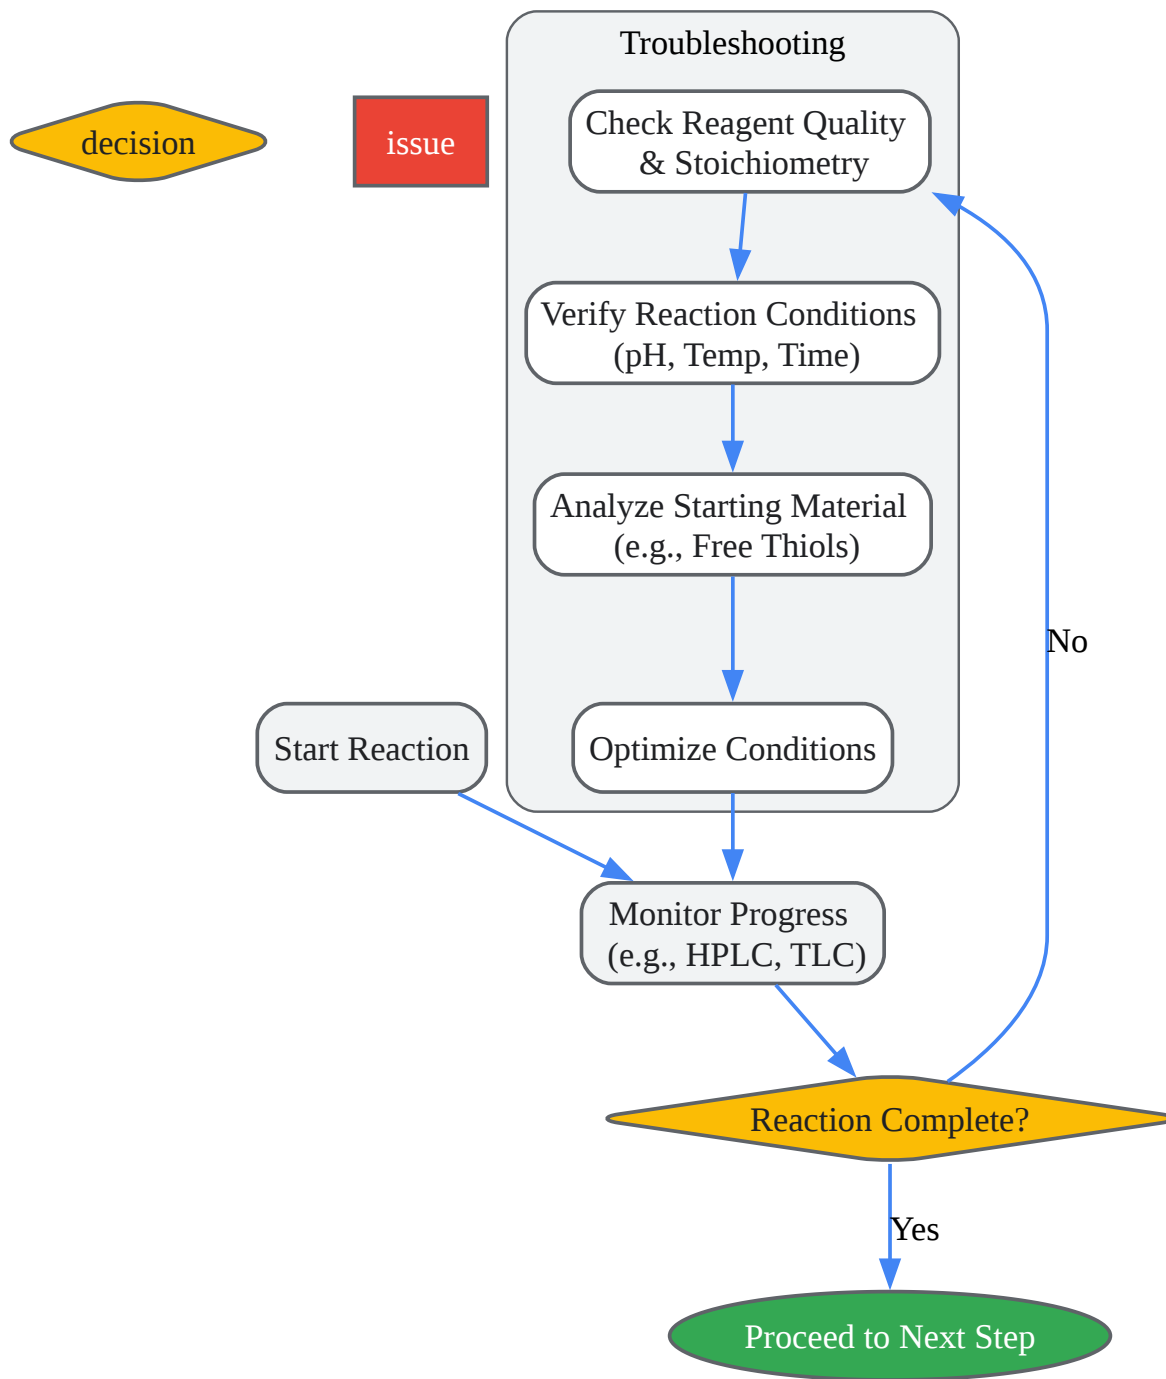 Troubleshooting
decision
issue
Check Reagent Quality
& Stoichiometry
Verify Reaction Conditions
(pH, Temp, Time)
Analyze Starting Material
(e.g., Free Thiols)
No
Start Reaction
Optimize Conditions
Monitor Progress
(e.g., HPLC, TLC)
Reaction Complete?
Yes
Proceed to Next Step